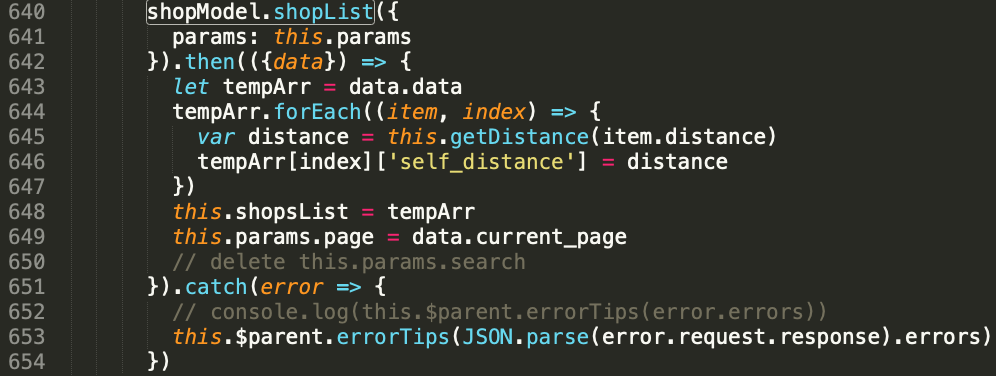 640 shopModel.shopList({
641 params: this.params
642 }).then(({data}) => {
643 let tempArr = data.data
644 tempArr.forEach((item, index) => {
645 var distance = this.getDistance(item.distance)
646 tempArr[index]['self_distance'] = distance
647 })
648 this.shopsList = tempArr
649 this.params.page = data.current_page
650 // delete this.params.search
651 }).catch(error => {
652 // console.log(this.$parent.errorTips(error.errors))
653 this.$parent.errorTips(JSON.parse(error.request.response).errors)
654 })